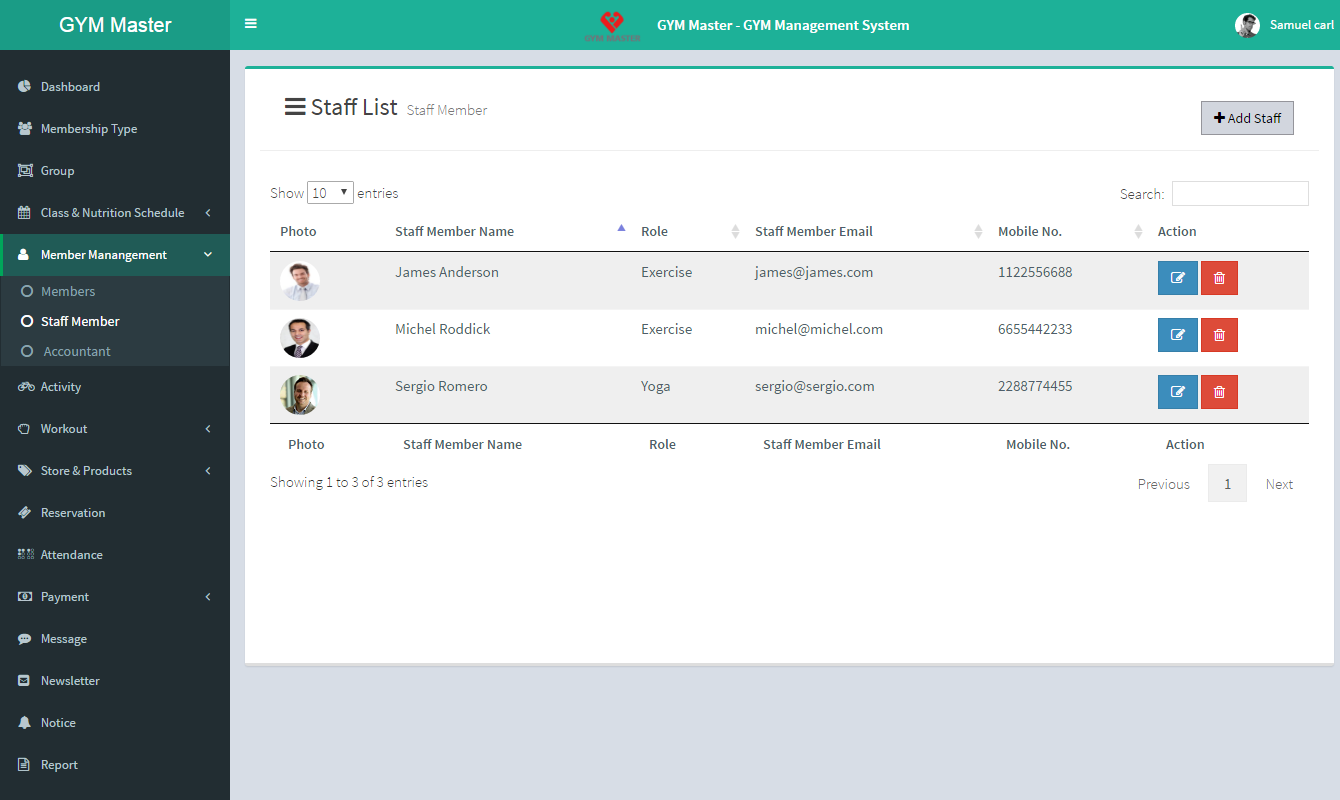 GYM Master
GYM MASTER
GYM Master - GYM Management System
Samuel carl
Dashboard
Membership Type
Group
Class & Nutrition Schedule
Member Manangement
Members
Staff Member
Accountant
Activity
Workout
Store & Products
Reservation
Attendance
Payment
Message
Newsletter
Notice
Report
Staff List Staff Member
Add Staff
Show 10 entries
Search:
Photo Staff Member Name Role Staff Member Email Mobile No. Action
James Anderson Exercise james@james.com 1122556688
Michel Roddick Exercise michel@michel.com 6655442233
Sergio Romero Yoga sergio@sergio.com 2288774455
Photo Staff Member Name Role Staff Member Email Mobile No. Action
Showing 1 to 3 of 3 entries
Previous 1 Next